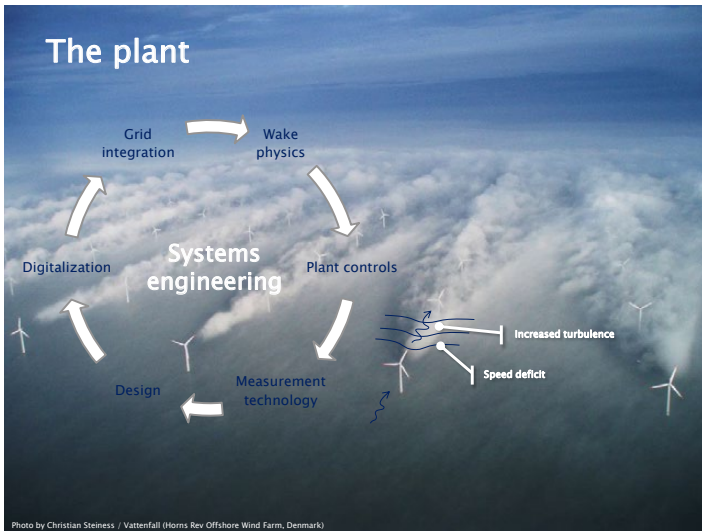 The plant
Grid
integration
Wake
physics
Digitalization
Systems
engineering
Plant controls
Increased turbulence
Speed deficit
Design
Measurement
technology
Photo by Christian Steiness / Vattenfall (Horns Rev Offshore Wind Farm, Denmark)